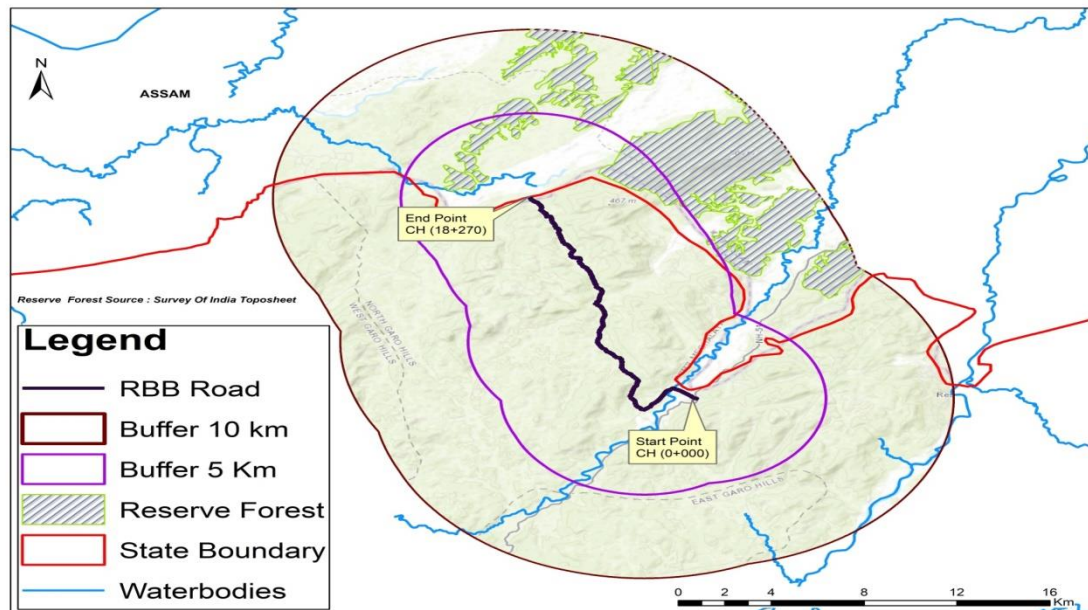 N
ASSAM
467 m
End Point
CH (18+270)
Reserve Forest Source : Survey Of India Toposheet
NORTH GARO HILLS
WEST GARO HILLS
Legend
RBB Road
Buffer 10 km
Buffer 5 Km
Reserve Forest
State Boundary
Waterbodies
Start Point
CH (0+000)
EAST GARO HILLS
0 2 4 8 12 16
Km